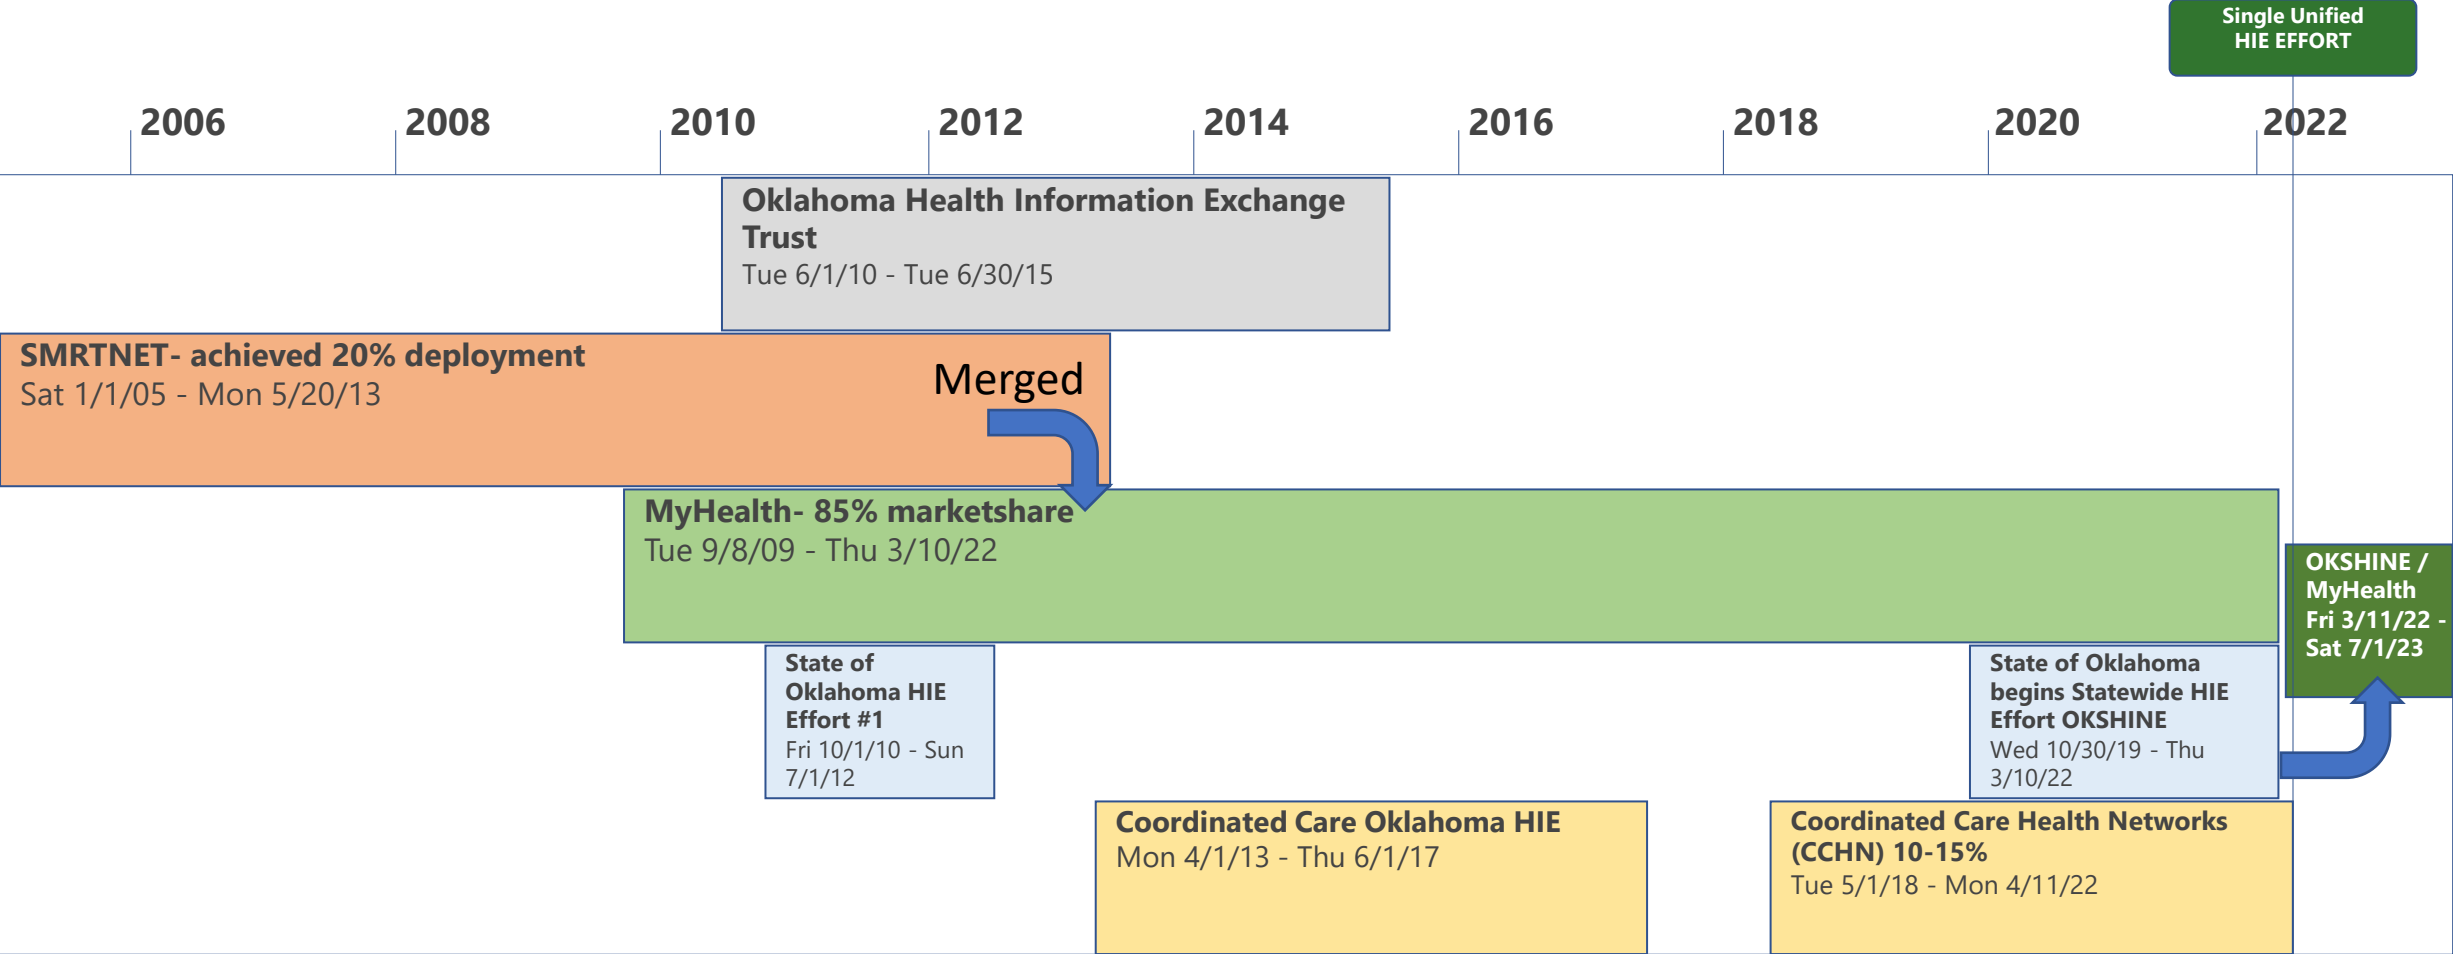 Single Unified
HIE EFFORT
2006
2008
2010
2012
2014
2016
2018
2020
2022
Oklahoma Health Information Exchange
Trust
Tue 6/1/10 - Tue 6/30/15
SMRTNET- achieved 20% deployment
Sat 1/1/05 - Mon 5/20/13
Merged
MyHealth- 85% marketshare
Tue 9/8/09 - Thu 3/10/22
OKSHINE /
MyHealth
Fri 3/11/22 -
Sat 7/1/23
State of
Oklahoma HIE
Effort #1
Fri 10/1/10 - Sun
7/1/12
State of Oklahoma
begins Statewide HIE
Effort OKSHINE
Wed 10/30/19 - Thu
3/10/22
Coordinated Care Oklahoma HIE
Mon 4/1/13 - Thu 6/1/17
Coordinated Care Health Networks
(CCHN) 10-15%
Tue 5/1/18 - Mon 4/11/22